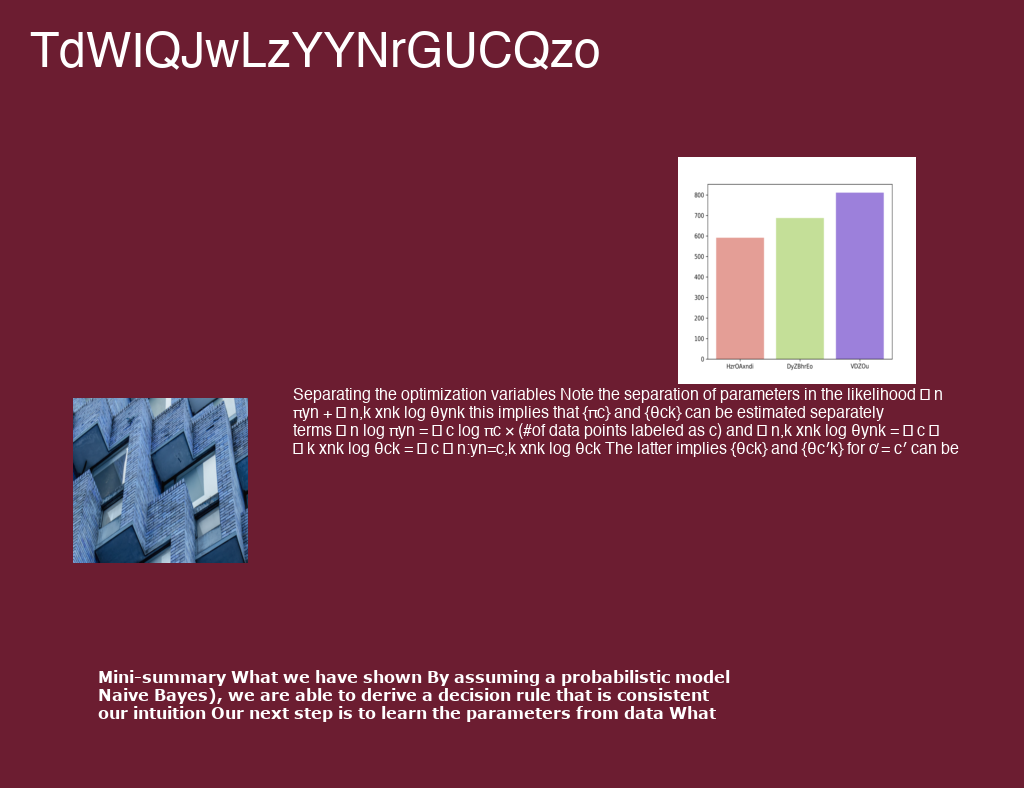 TdWlQJwLzYYNrGUCQzo
800
700
600
500
400
300
200
100
0
HzrOAxndi DyZBhrEo VDZOu
Separating the optimization variables Note the separation of parameters in the likelihood □ n
πyn + □ n,k xnk log θynk this implies that {πc} and {θck} can be estimated separately
terms □ n log πyn = □ c log πc × (#of data points labeled as c) and □ n,k xnk log θynk = □ c □
□ k xnk log θck = □ c □ n:yn=c,k xnk log θck The latter implies {θck} and {θc′k} for c̸ = c′ can be
Mini-summary What we have shown By assuming a probabilistic model
Naive Bayes), we are able to derive a decision rule that is consistent
our intuition Our next step is to learn the parameters from data What